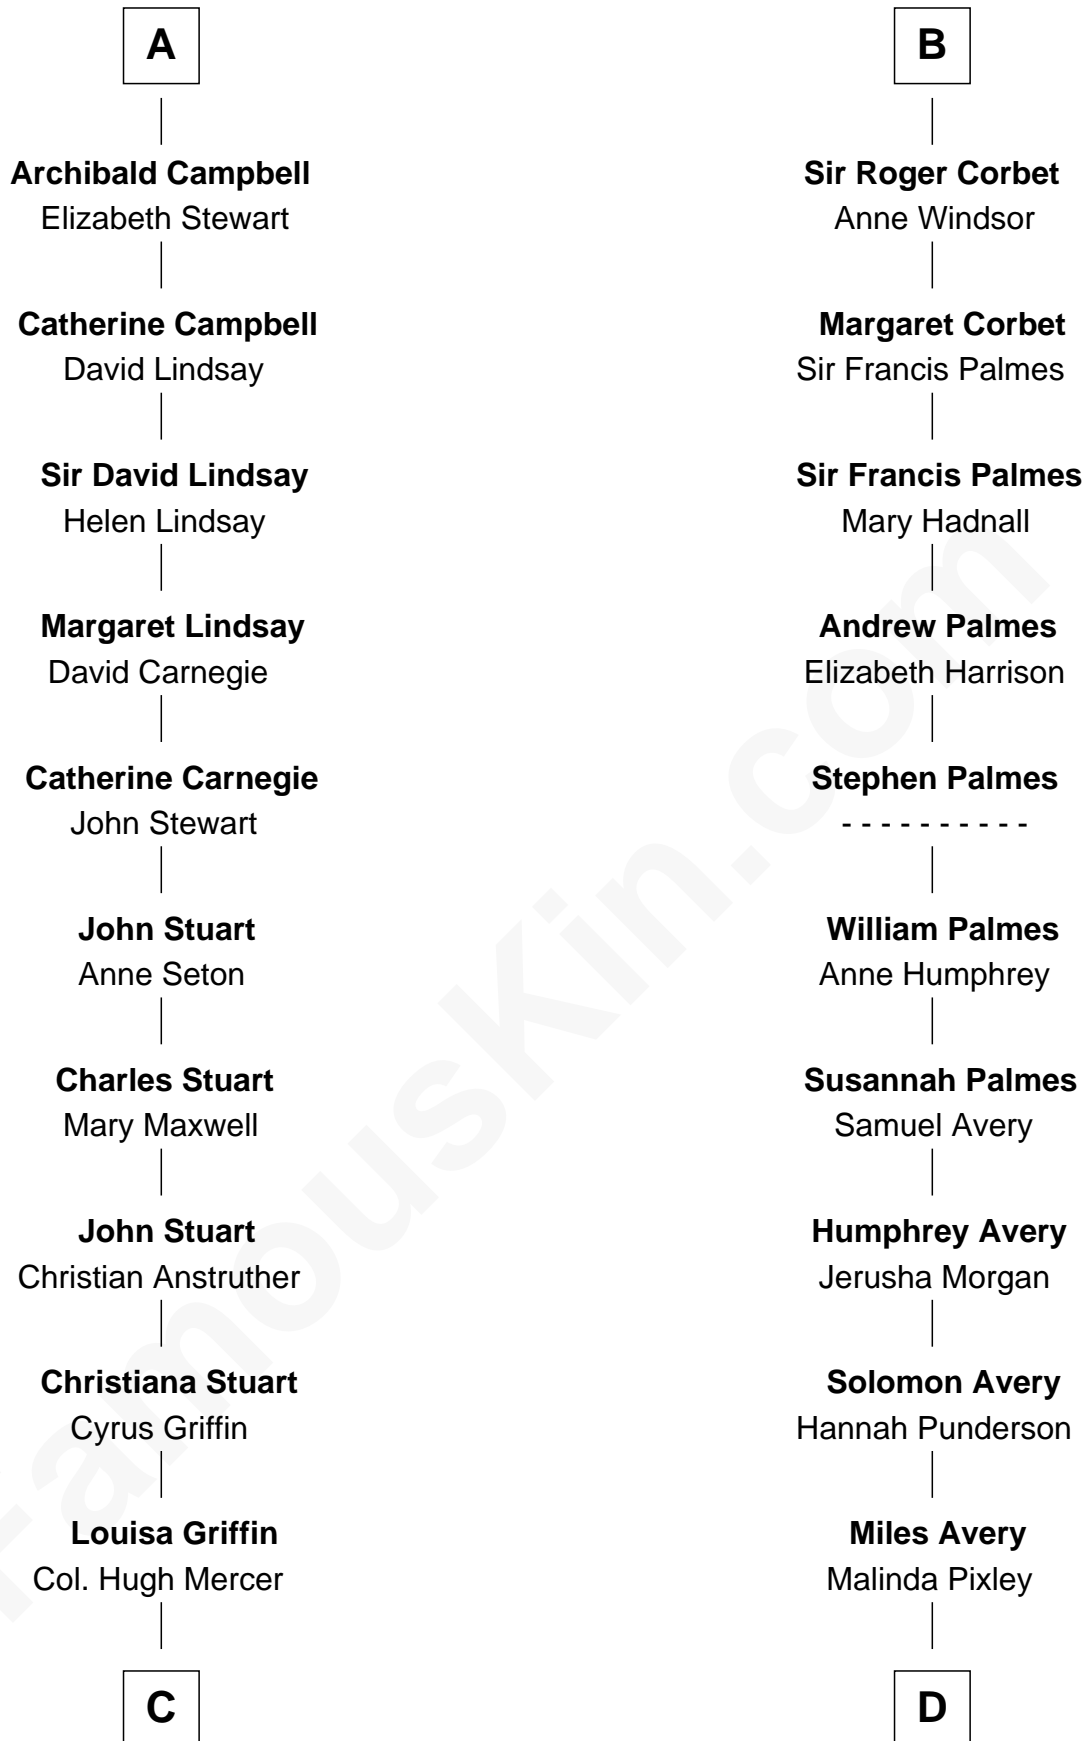 A
Archibald Campbell
Elizabeth Stewart
Catherine Campbell
David Lindsay
Sir David Lindsay
Helen Lindsay
Margaret Lindsay
David Carnegie
Catherine Carnegie
John Stewart
John Stuart
Anne Seton
Charles Stuart
Mary Maxwell
John Stuart
Christian Anstruther
Christiana Stuart
Cyrus Griffin
Louisa Griffin
Col. Hugh Mercer
C
B
Sir Roger Corbet
Anne Windsor
Margaret Corbet
Sir Francis Palmes
Sir Francis Palmes
Mary Hadnall
Andrew Palmes
Elizabeth Harrison
Stephen Palmes
- - - - - - - - - -
William Palmes
Anne Humphrey
Susannah Palmes
Samuel Avery
Humphrey Avery
Jerusha Morgan
Solomon Avery
Hannah Punderson
Miles Avery
Malinda Pixley
D
FamousKin.com